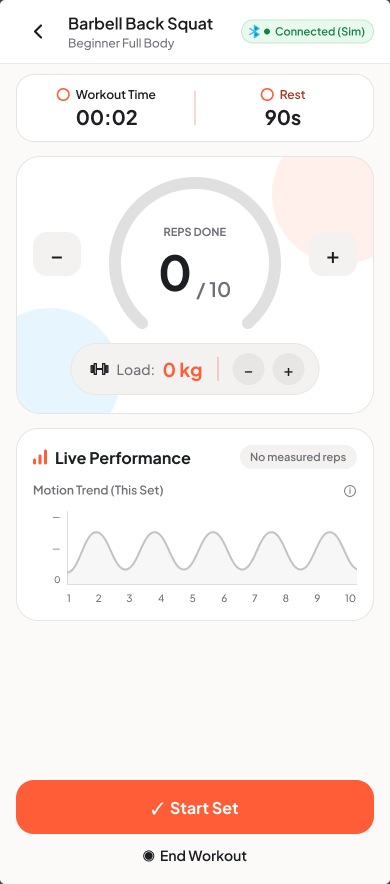 Barbell Back Squat
Beginner Full Body
Connected (Sim)
Workout Time
00:02
Rest
90s
REPS DONE
0 / 10
–
+
Load: 0 kg – +
Live Performance
No measured reps
Motion Trend (This Set)
0
1 2 3 4 5 6 7 8 9 10
✓ Start Set
End Workout